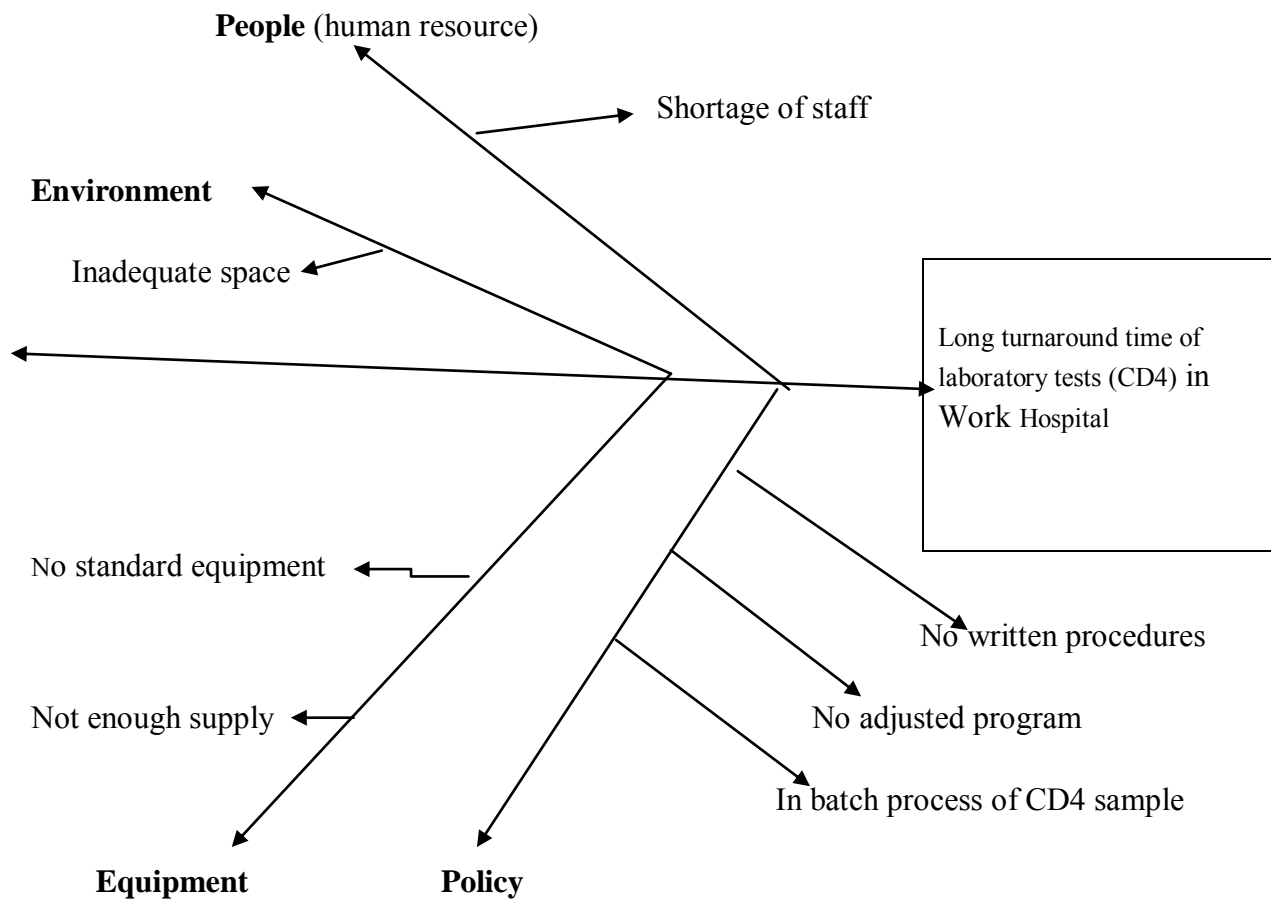 People (human resource)
Shortage of staff
Environment
Inadequate space
Long turnaround time of
laboratory tests (CD4) in
Work Hospital
No standard equipment
No written procedures
Not enough supply
No adjusted program
In batch process of CD4 sample
Equipment
Policy